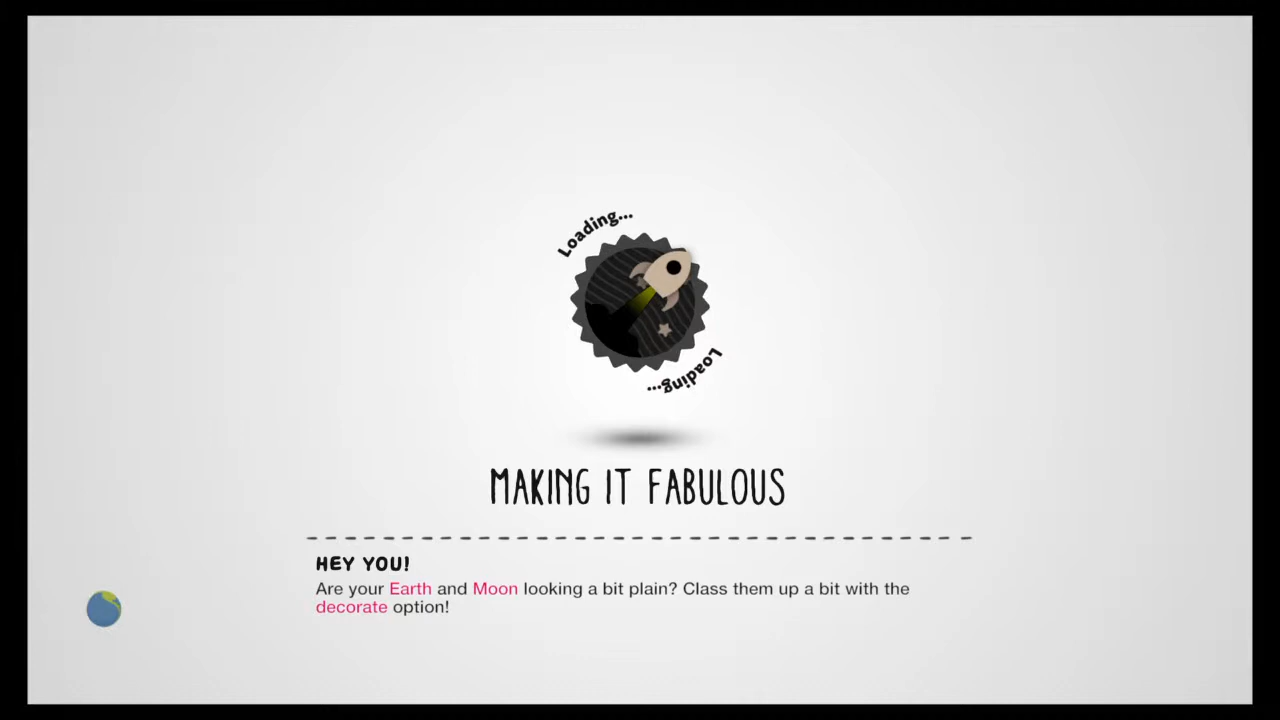 Loading...
Loading...
MAKING IT FABULOUS
HEY YOU!
Are your Earth and Moon looking a bit plain? Class them up a bit with the
decorate option!